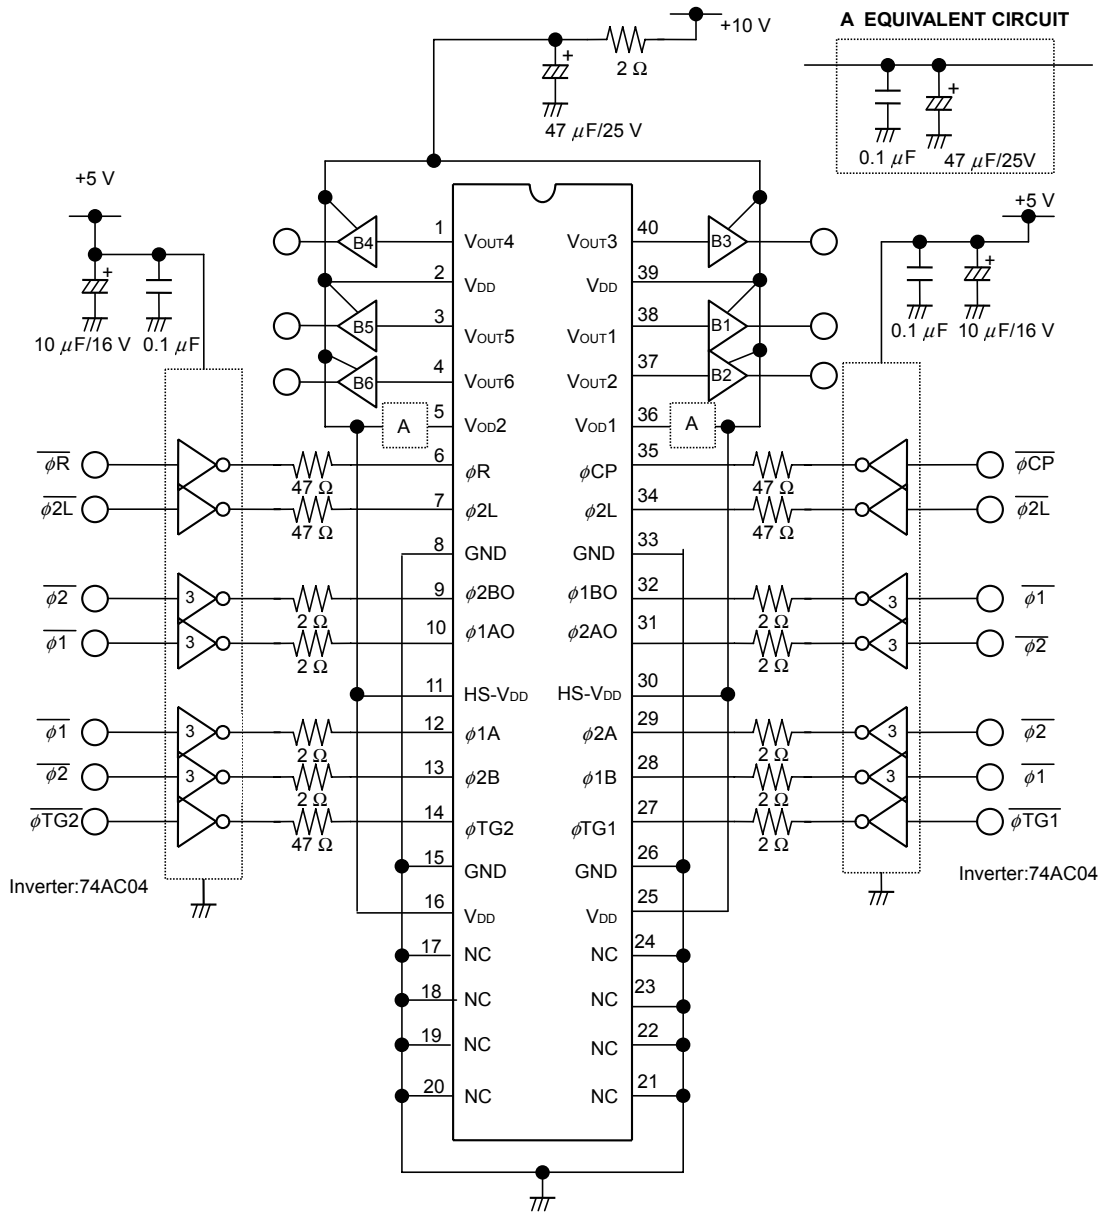 A EQUIVALENT CIRCUIT
+10 V
+
2 Ω
47 μF/25 V
+
0.1 μF
47 μF/25V
+5 V
+
10 μF/16 V
0.1 μF
+5 V
+
0.1 μF
10 μF/16 V
B4 1 VOUT4 VOUT3 40 B3
2 VDD VDD 39
B5 3 VOUT5 VOUT1 38 B1
B6 4 VOUT6 VOUT2 37 B2
A 5 VOD2 VOD1 36 A
φR 47 Ω 6 φR φCP 35 47 Ω φCP
φ2L 47 Ω 7 φ2L φ2L 34 47 Ω φ2L
8 GND GND 33
φ2 3 2 Ω 9 φ2BO φ1BO 32 2 Ω 3 φ1
φ1 3 2 Ω 10 φ1AO φ2AO 31 2 Ω 3 φ2
11 HS-VDD HS-VDD 30
φ1 3 2 Ω 12 φ1A φ2A 29 2 Ω 3 φ2
φ2 3 2 Ω 13 φ2B φ1B 28 2 Ω 3 φ1
φTG2 47 Ω 14 φTG2 φTG1 27 2 Ω φTG1
15 GND GND 26
Inverter:74AC04
Inverter:74AC04
16 VDD VDD 25
17 NC NC 24
18 NC NC 23
19 NC NC 22
20 NC NC 21